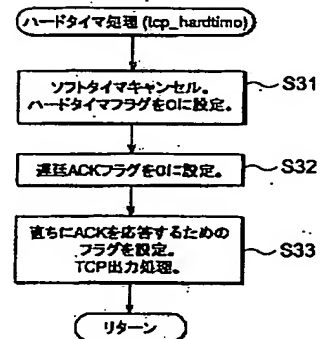 ハードタイマ処理 (tcp_hardtimo)
ソフトタイマキャンセル。
ハードタイマフラグを0に設定。
S31
遅延ACKフラグを0に設定。
S32
直ちにACKを応答するための
フラグを設定。
TCP出力処理。
S33
リターン